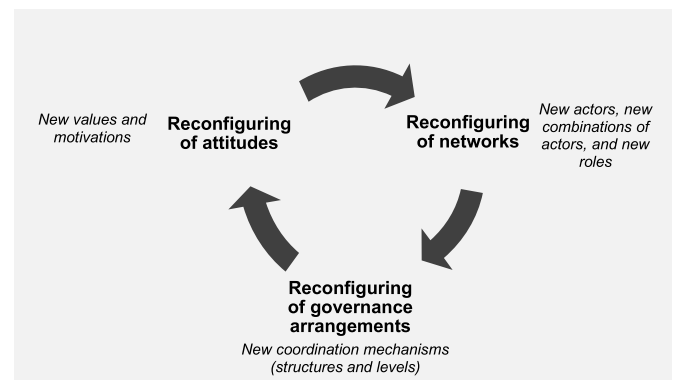 New values and
motivations
Reconfiguring
of attitudes
Reconfiguring
of networks
New actors, new
combinations of
actors, and new
roles
Reconfiguring
of governance
arrangements
New coordination mechanisms
(structures and levels)